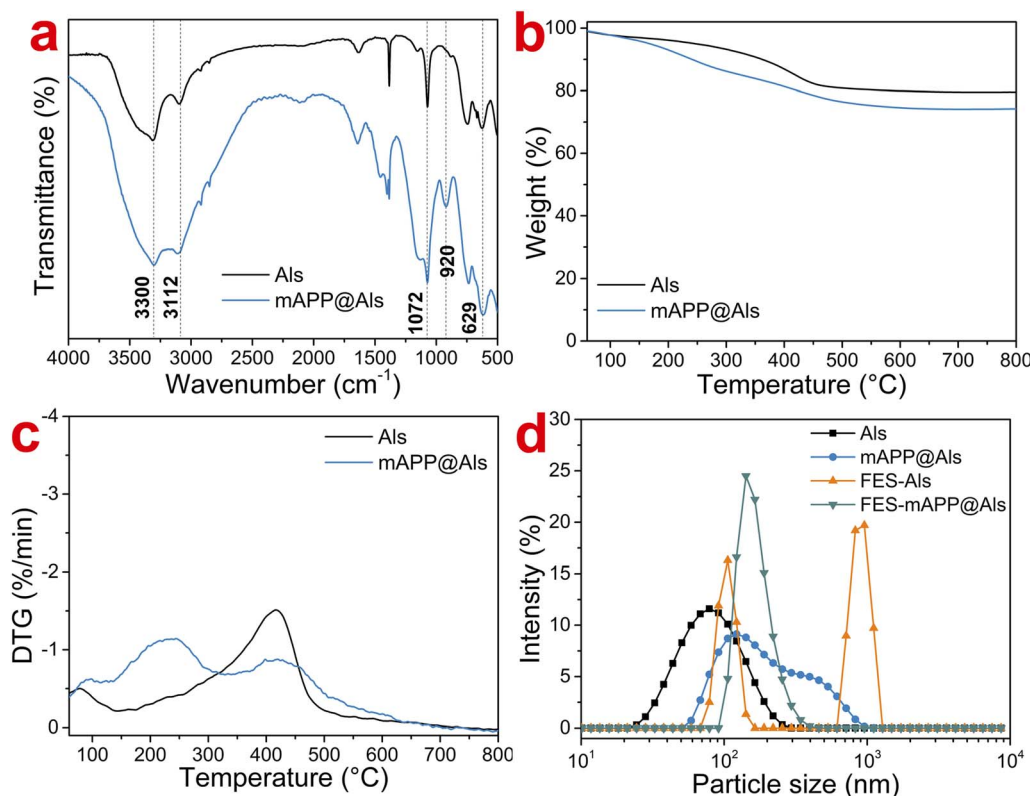 a
Transmittance (%)
3300
3112
1072
920
629
Als
mAPP@Als
4000 3500 3000 2500 2000 1500 1000 500
Wavenumber (cm⁻¹)
b
Weight (%)
100
80
60
40
20
0
Als
mAPP@Als
100 200 300 400 500 600 700 800
Temperature (°C)
c
DTG (%/min)
-4
-3
-2
-1
0
Als
mAPP@Als
100 200 300 400 500 600 700 800
Temperature (°C)
d
Intensity (%)
30
25
20
15
10
5
0
Als
mAPP@Als
FES-Als
FES-mAPP@Als
10¹ 10² 10³ 10⁴
Particle size (nm)